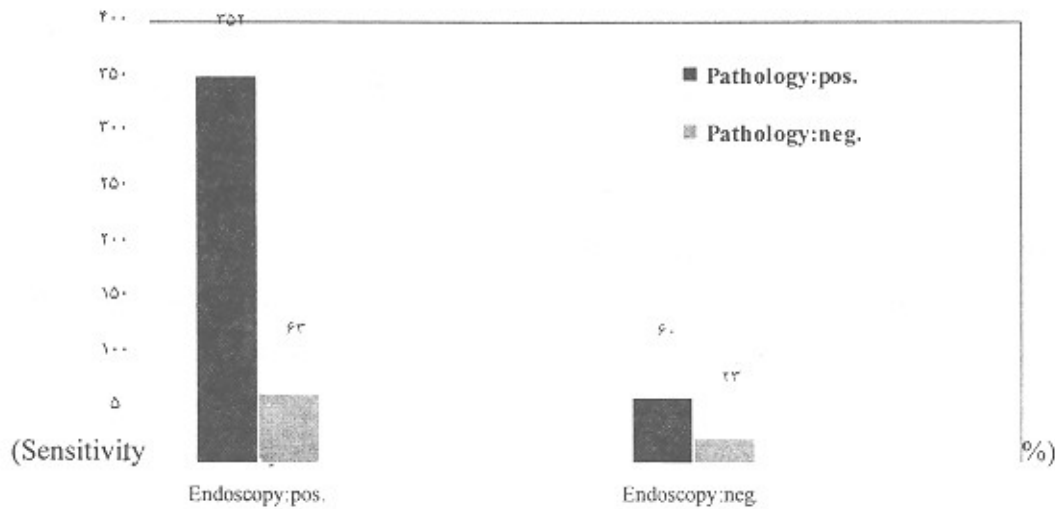 ۴۰۰
۳۵۲
۳۵۰
Pathology:pos.
۳۰۰
Pathology:neg.
۲۵۰
۲۰۰
۱۵۰
۶۳
۶۰
۱۰۰
۲۳
۵
(Sensitivity
%)
Endoscopy:pos.
Endoscopy:neg.